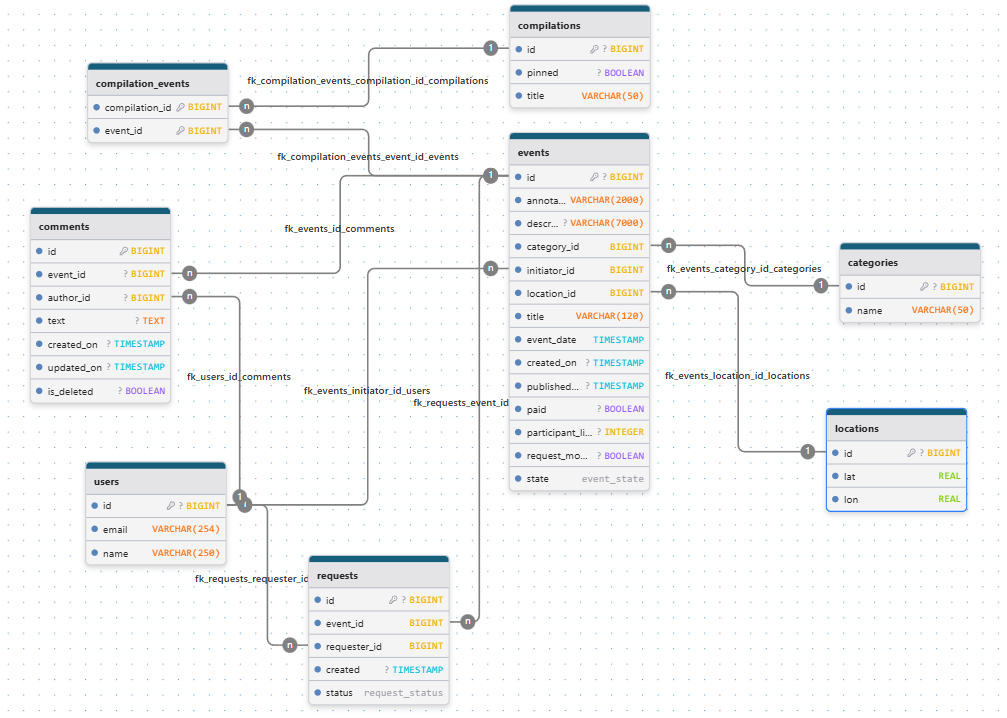 compilations
id ? BIGINT
pinned ? BOOLEAN
title VARCHAR(50)
compilation_events
compilation_id BIGINT
event_id BIGINT
fk_compilation_events_compilation_id_compilations
fk_compilation_events_event_id_events
events
id ? BIGINT
annota... VARCHAR(2000)
descr... ? VARCHAR(7000)
category_id BIGINT
initiator_id BIGINT
location_id BIGINT
title VARCHAR(120)
event_date TIMESTAMP
created_on ? TIMESTAMP
published... ? TIMESTAMP
paid ? BOOLEAN
participant_li... ? INTEGER
request_mo... ? BOOLEAN
state event_state
comments
id BIGINT
event_id ? BIGINT
author_id ? BIGINT
text ? TEXT
created_on ? TIMESTAMP
updated_on ? TIMESTAMP
is_deleted ? BOOLEAN
fk_events_id_comments
fk_users_id_comments
fk_events_initiator_id_users
fk_requests_event_id
fk_events_category_id_categories
fk_events_location_id_locations
categories
id ? BIGINT
name VARCHAR(50)
locations
id ? BIGINT
lat REAL
lon REAL
users
id ? BIGINT
email VARCHAR(254)
name VARCHAR(250)
fk_requests_requester_id
requests
id ? BIGINT
event_id BIGINT
requester_id BIGINT
created ? TIMESTAMP
status request_status
1
n
n
1
n
n
n
n
1
n
1
1
n
n